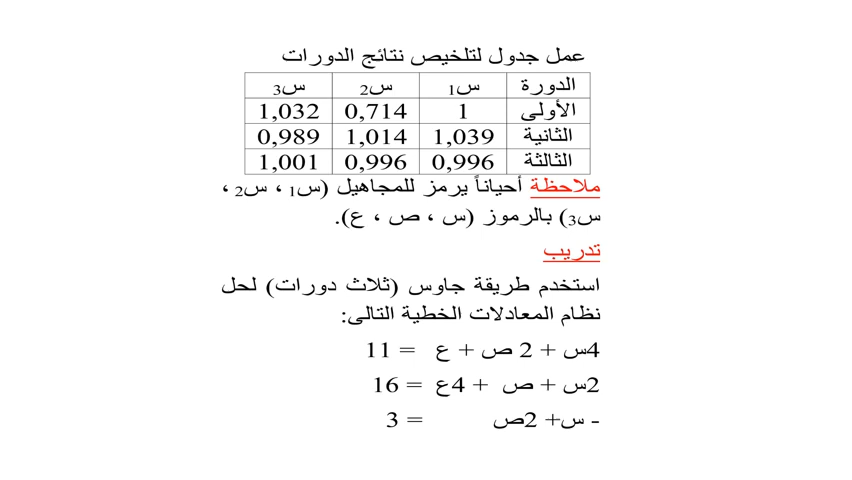 عمل جدول لتلخيص نتائج الدورات
الدورة س1 س2 س3
الأولى 1 0,714 1,032
الثانية 1,039 1,014 0,989
الثالثة 0,996 0,996 1,001
ملاحظة أحياناً يرمز للمجاهيل (س1 ، س2 ،
س3) بالرموز (س ، ص ، ع).
تدريب
استخدم طريقة جاوس (ثلاث دورات) لحل
نظام المعادلات الخطية التالى:
4س + 2 ص + ع = 11
2س + ص + 4ع = 16
- س+ 2ص = 3